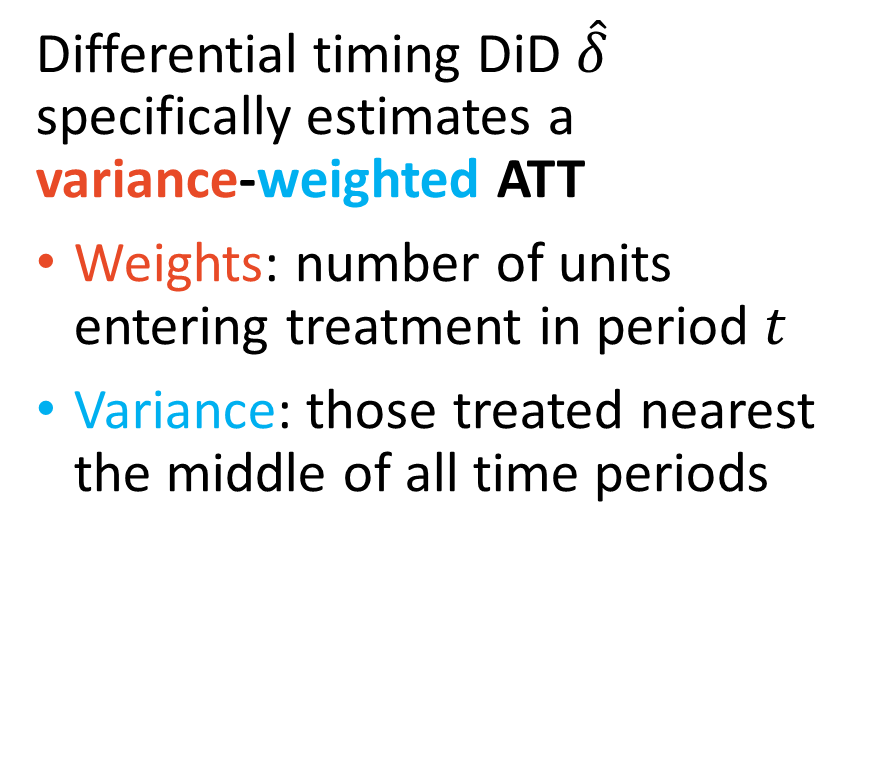 Differential timing DiD δ̂
specifically estimates a
variance-weighted ATT
• Weights: number of units
entering treatment in period t
• Variance: those treated nearest
the middle of all time periods